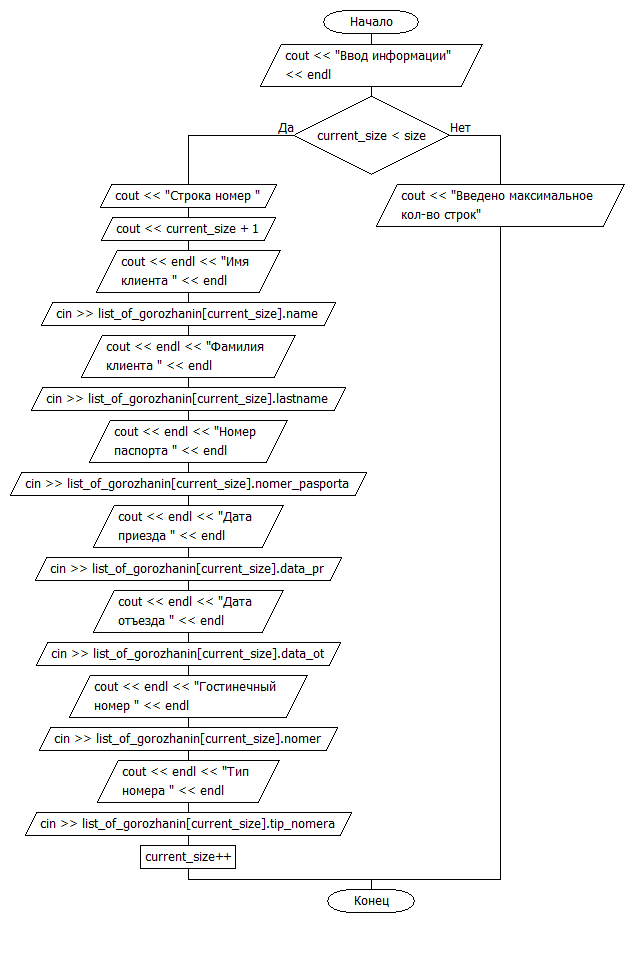 Начало
cout << "Ввод информации"
<< endl
current_size < size
Да
Нет
cout << "Строка номер "
cout << "Введено максимальное
кол-во строк"
cout << current_size + 1
cout << endl << "Имя
клиента " << endl
cin >> list_of_gorozhanin[current_size].name
cout << endl << "Фамилия
клиента " << endl
cin >> list_of_gorozhanin[current_size].lastname
cout << endl << "Номер
паспорта " << endl
cin >> list_of_gorozhanin[current_size].nomer_pasporta
cout << endl << "Дата
приезда " << endl
cin >> list_of_gorozhanin[current_size].data_pr
cout << endl << "Дата
отъезда " << endl
cin >> list_of_gorozhanin[current_size].data_ot
cout << endl << "Гостинечный
номер " << endl
cin >> list_of_gorozhanin[current_size].nomer
cout << endl << "Тип
номера " << endl
cin >> list_of_gorozhanin[current_size].tip_nomera
current_size++
Конец